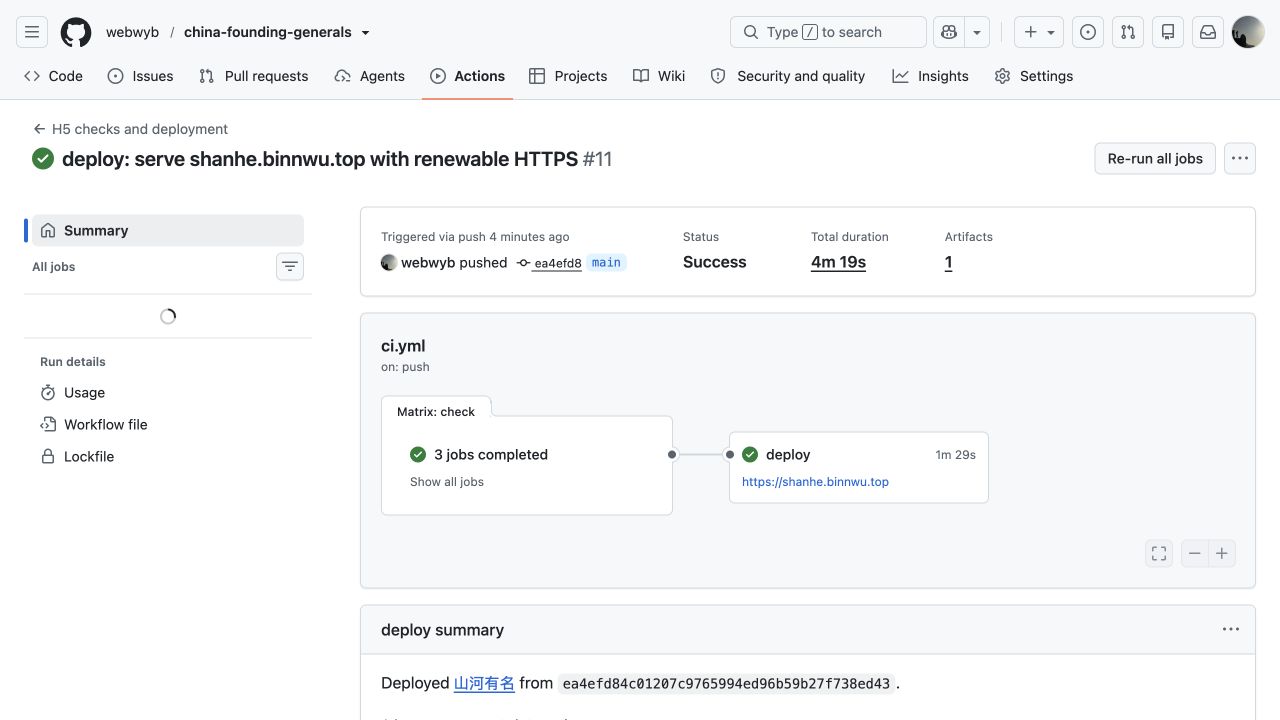 webwyb / china-founding-generals
Type / to search
Code Issues Pull requests Agents Actions Projects Wiki Security and quality Insights Settings
H5 checks and deployment
deploy: serve shanhe.binnwu.top with renewable HTTPS #11
Re-run all jobs
Summary
All jobs
Run details
Usage
Workflow file
Lockfile
Triggered via push 4 minutes ago
webwyb pushed ea4efd8 main
Status
Success
Total duration
4m 19s
Artifacts
1
ci.yml
on: push
Matrix: check
3 jobs completed
Show all jobs
deploy 1m 29s
https://shanhe.binnwu.top
deploy summary
Deployed 山河有名 from ea4efd84c01207c9765994ed96b59b27f738ed43.